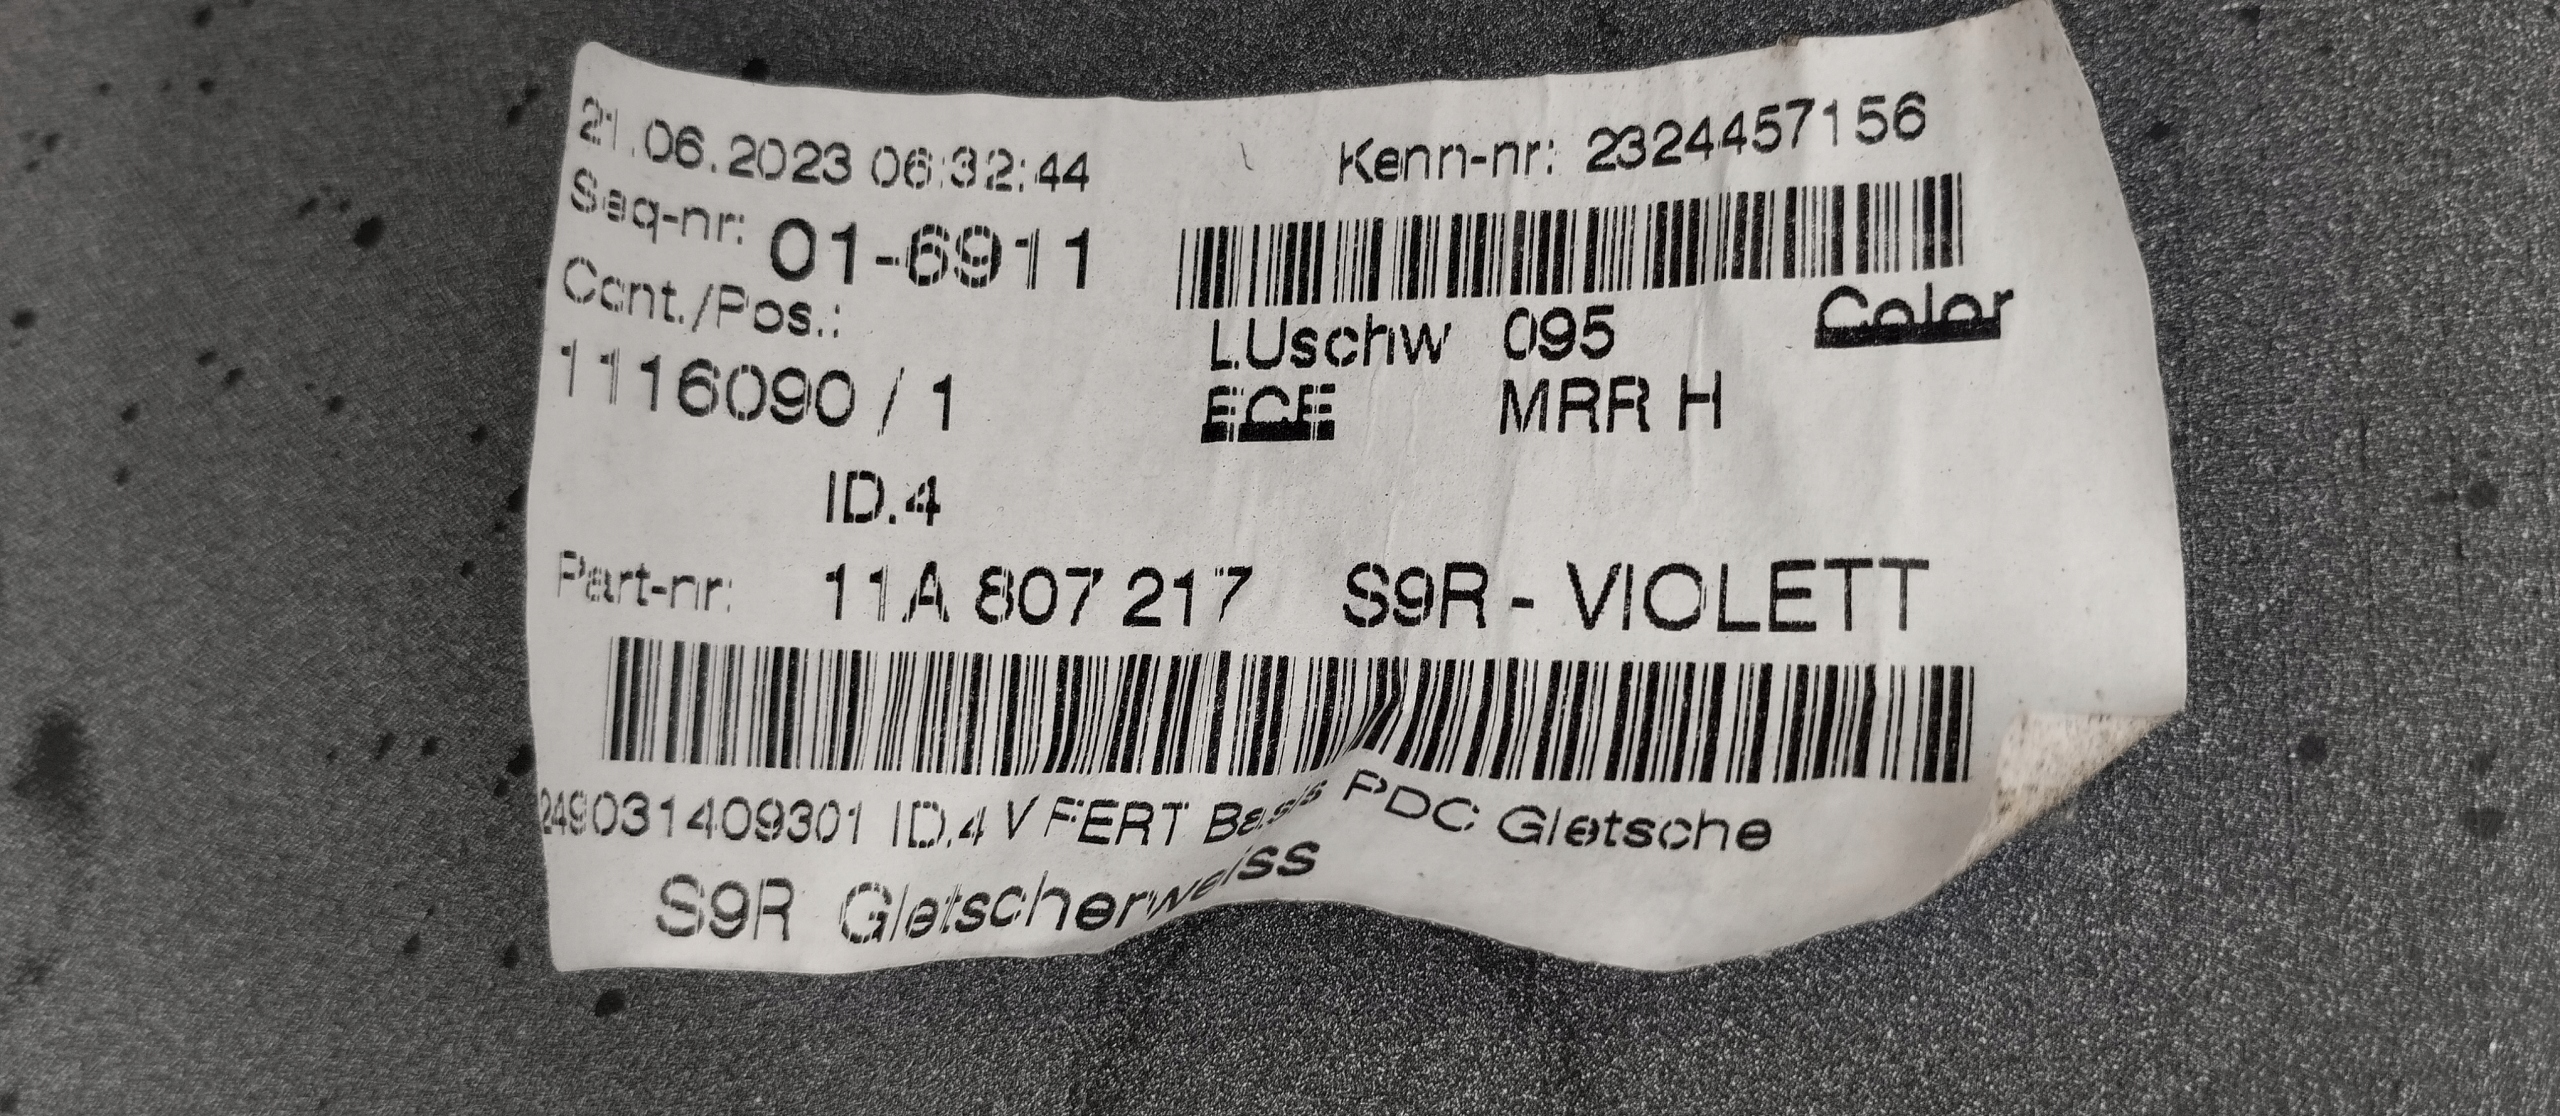 21.06.2023 06:32:44
Kenn-nr: 2324457156
Seq-nr: 01-6911
Cont./Pos.:
LUschw 095 Color
1116090 / 1
ECE MRR H
ID.4
Part-nr: 11A 807 217 S9R - VIOLETT
249031409301 ID.4 V FERT Basis PDC Gletsche
S9R Gletscherweiss